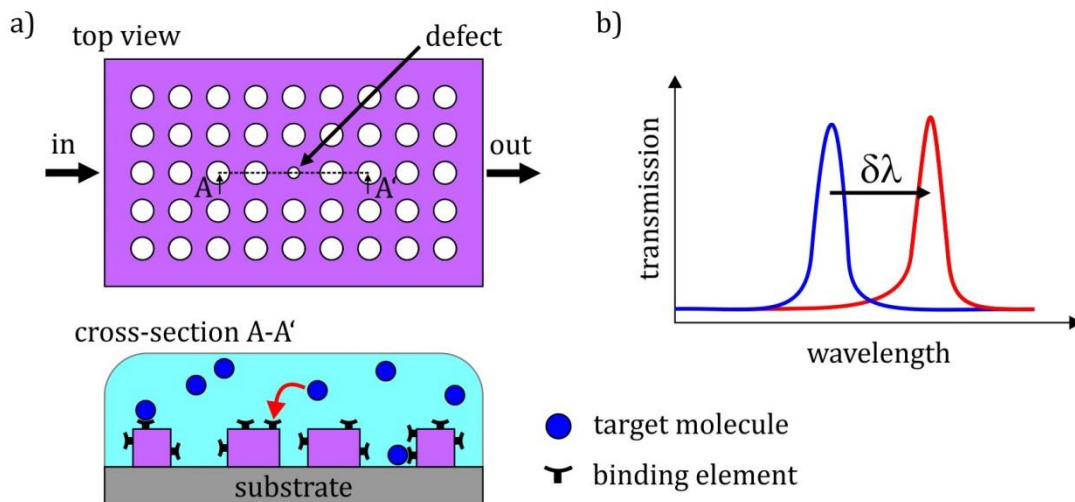 a)
top view
defect
in
out
A
A'
cross-section A-A'
substrate
b)
transmission
δλ
wavelength
target molecule
binding element